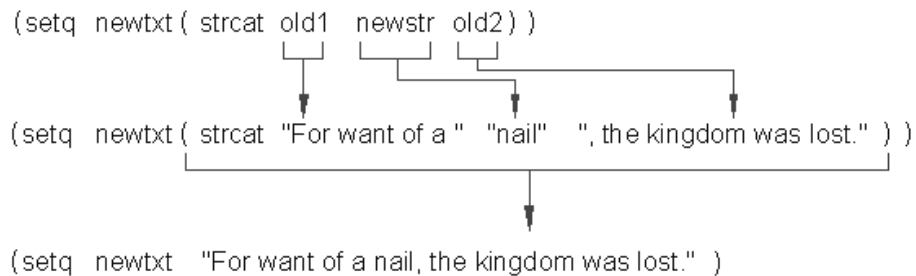 (setq newtxt ( strcat old1 newstr old2 ) )
(setq newtxt ( strcat "For want of a " "nail" ", the kingdom was lost." ) )
(setq newtxt "For want of a nail, the kingdom was lost." )